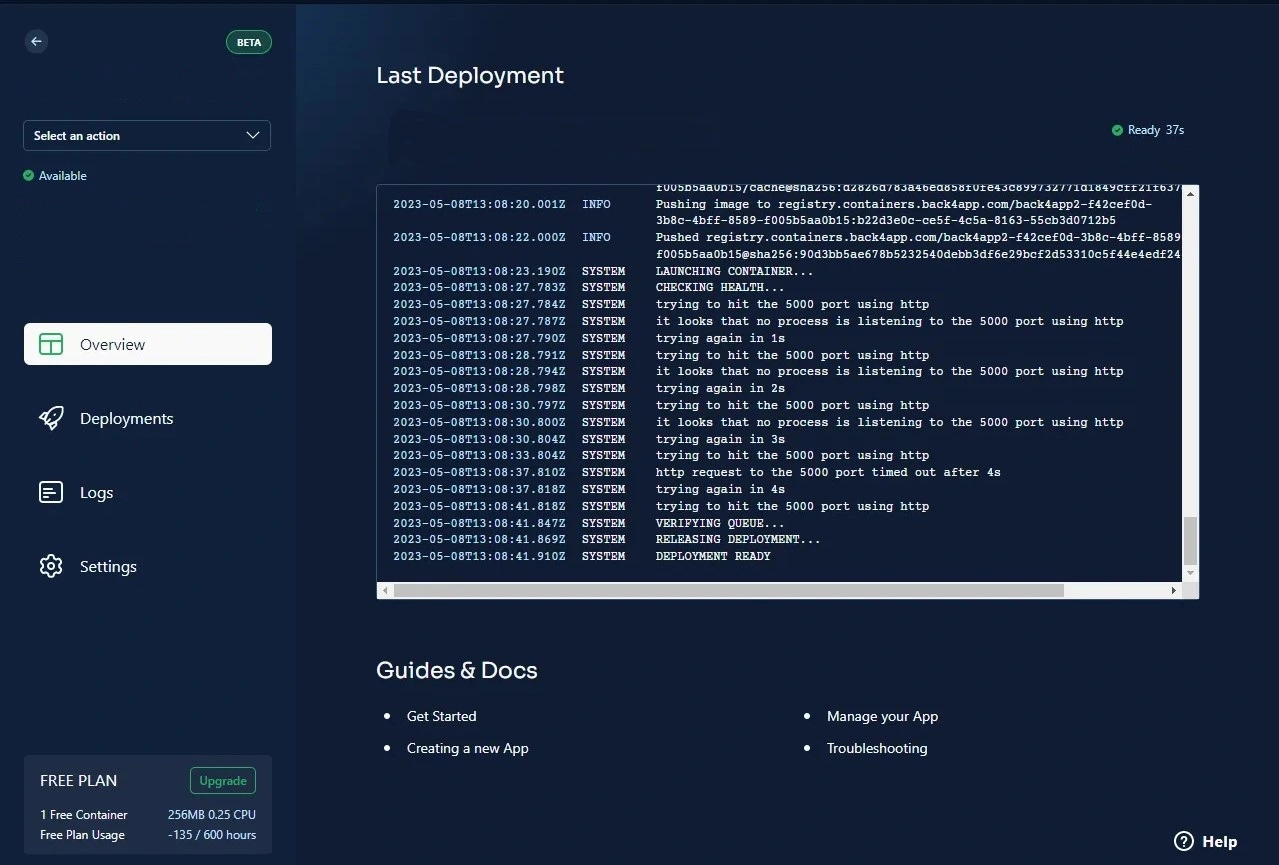 BETA
Select an action
Available
Overview
Deployments
Logs
Settings
FREE PLAN
Upgrade
1 Free Container 256MB 0.25 CPU
Free Plan Usage -135 / 600 hours
Last Deployment
Ready 37s
f005b5aa0b15/cache@sha256:d2826d783a46ed858f0fe43c899732771d1849cff21f637
2023-05-08T13:08:20.001Z INFO Pushing image to registry.containers.back4app.com/back4app2-f42cef0d-
3b8c-4bff-8589-f005b5aa0b15:b22d3e0c-ce5f-4c5a-8163-55cb3d0712b5
2023-05-08T13:08:22.000Z INFO Pushed registry.containers.back4app.com/back4app2-f42cef0d-3b8c-4bff-8589
f005b5aa0b15@sha256:90d3bb5ae678b5232540debb3df6e29bcf2d53310c5f44e4edf24
2023-05-08T13:08:23.190Z SYSTEM LAUNCHING CONTAINER...
2023-05-08T13:08:27.783Z SYSTEM CHECKING HEALTH...
2023-05-08T13:08:27.784Z SYSTEM trying to hit the 5000 port using http
2023-05-08T13:08:27.787Z SYSTEM it looks that no process is listening to the 5000 port using http
2023-05-08T13:08:27.790Z SYSTEM trying again in 1s
2023-05-08T13:08:28.791Z SYSTEM trying to hit the 5000 port using http
2023-05-08T13:08:28.794Z SYSTEM it looks that no process is listening to the 5000 port using http
2023-05-08T13:08:28.798Z SYSTEM trying again in 2s
2023-05-08T13:08:30.797Z SYSTEM trying to hit the 5000 port using http
2023-05-08T13:08:30.800Z SYSTEM it looks that no process is listening to the 5000 port using http
2023-05-08T13:08:30.804Z SYSTEM trying again in 3s
2023-05-08T13:08:33.804Z SYSTEM trying to hit the 5000 port using http
2023-05-08T13:08:37.810Z SYSTEM http request to the 5000 port timed out after 4s
2023-05-08T13:08:37.818Z SYSTEM trying again in 4s
2023-05-08T13:08:41.818Z SYSTEM trying to hit the 5000 port using http
2023-05-08T13:08:41.847Z SYSTEM VERIFYING QUEUE...
2023-05-08T13:08:41.869Z SYSTEM RELEASING DEPLOYMENT...
2023-05-08T13:08:41.910Z SYSTEM DEPLOYMENT READY
Guides & Docs
Get Started
Creating a new App
Manage your App
Troubleshooting
Help